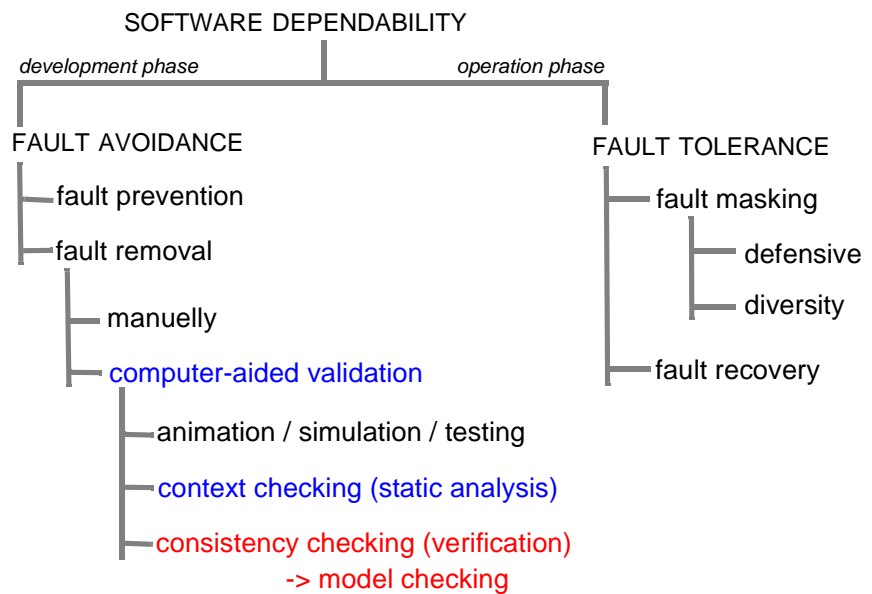 SOFTWARE DEPENDABILITY
development phase
operation phase
FAULT AVOIDANCE
fault prevention
fault removal
manuelly
computer-aided validation
animation / simulation / testing
context checking (static analysis)
consistency checking (verification)
-> model checking
FAULT TOLERANCE
fault masking
defensive
diversity
fault recovery